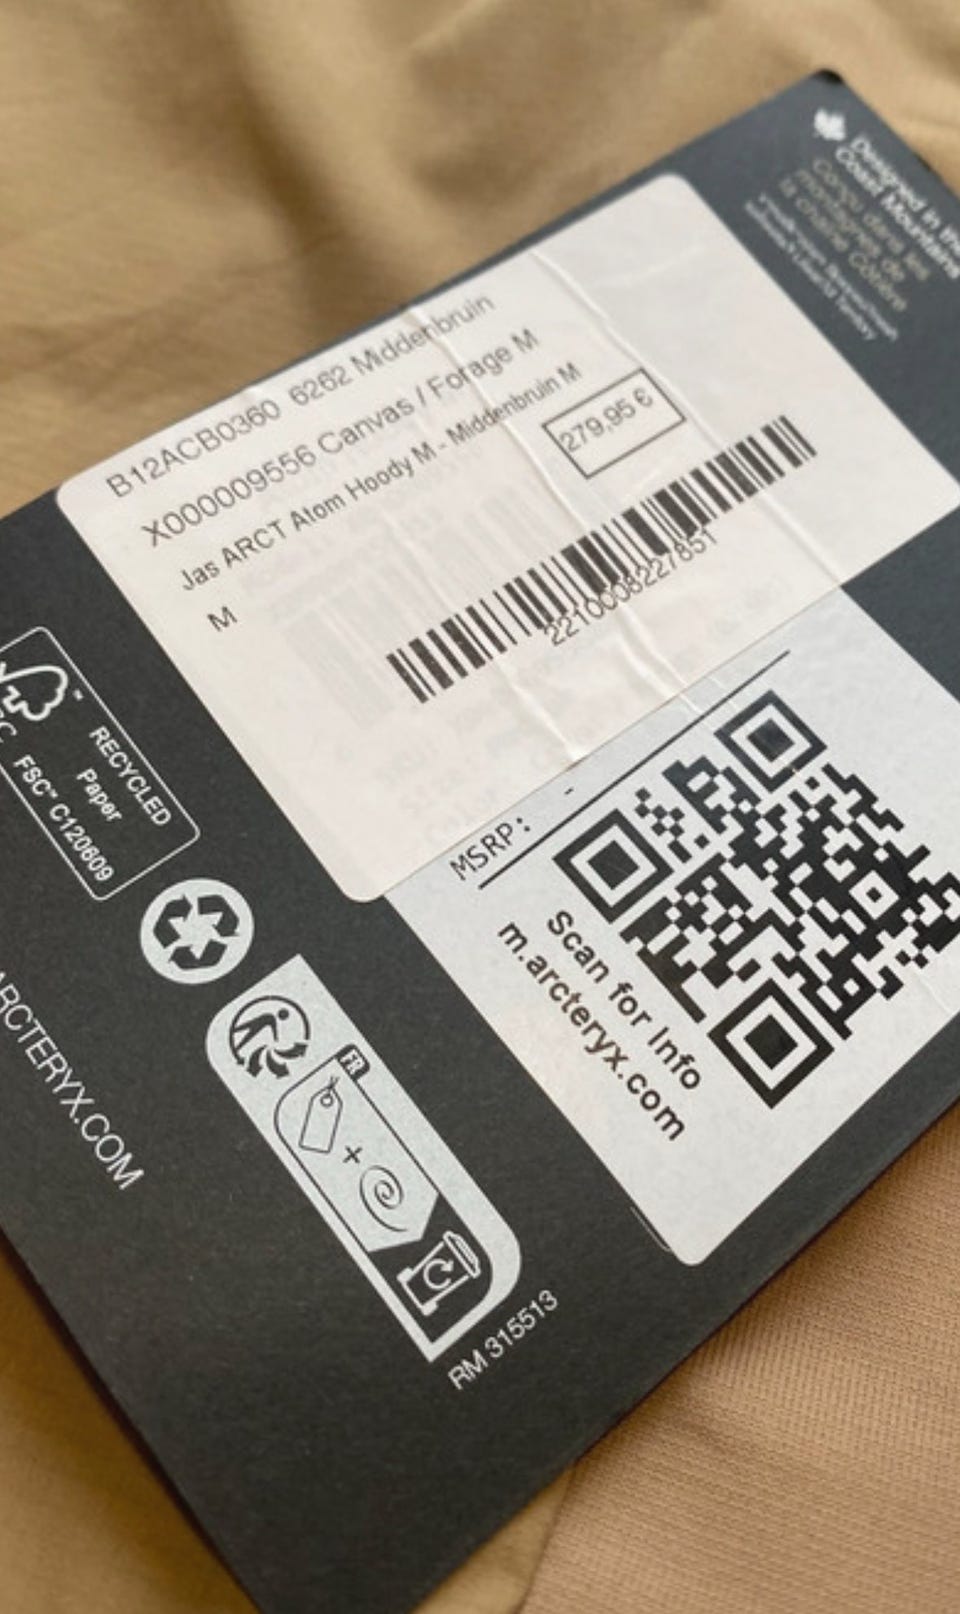 Designed in the
Coast Mountains
Conçu dans les
montagnes de
la chaîne Côtière
B12ACB0360 6262 Middenbruin
X000009556 Canvas / Forage M
Jas ARCT Atom Hoody M - Middenbruin M
279,95 €
M
2210008227851
MSRP: -
Scan for Info
m.arcteryx.com
RECYCLED
Paper
FSC™ C120609
ARCTERYX.COM
FR
RM 315513